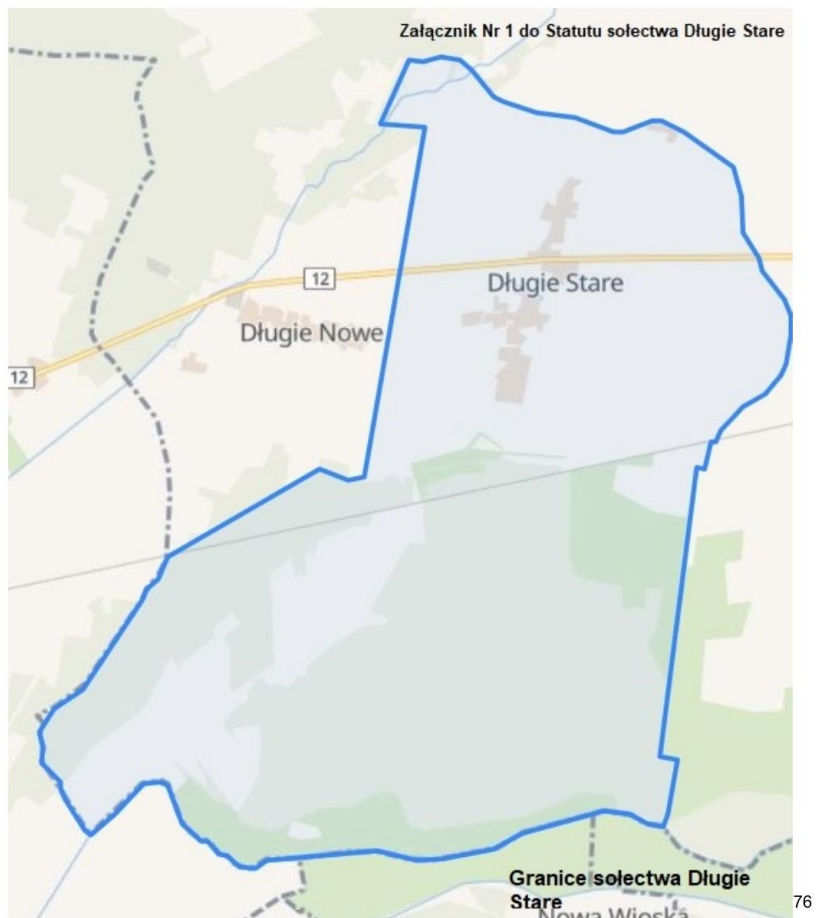 Załącznik Nr 1 do Statutu sołectwa Długie Stare
12
Długie Stare
Długie Nowe
12
Granice sołectwa Długie
Stare
76
Nowa Wioska